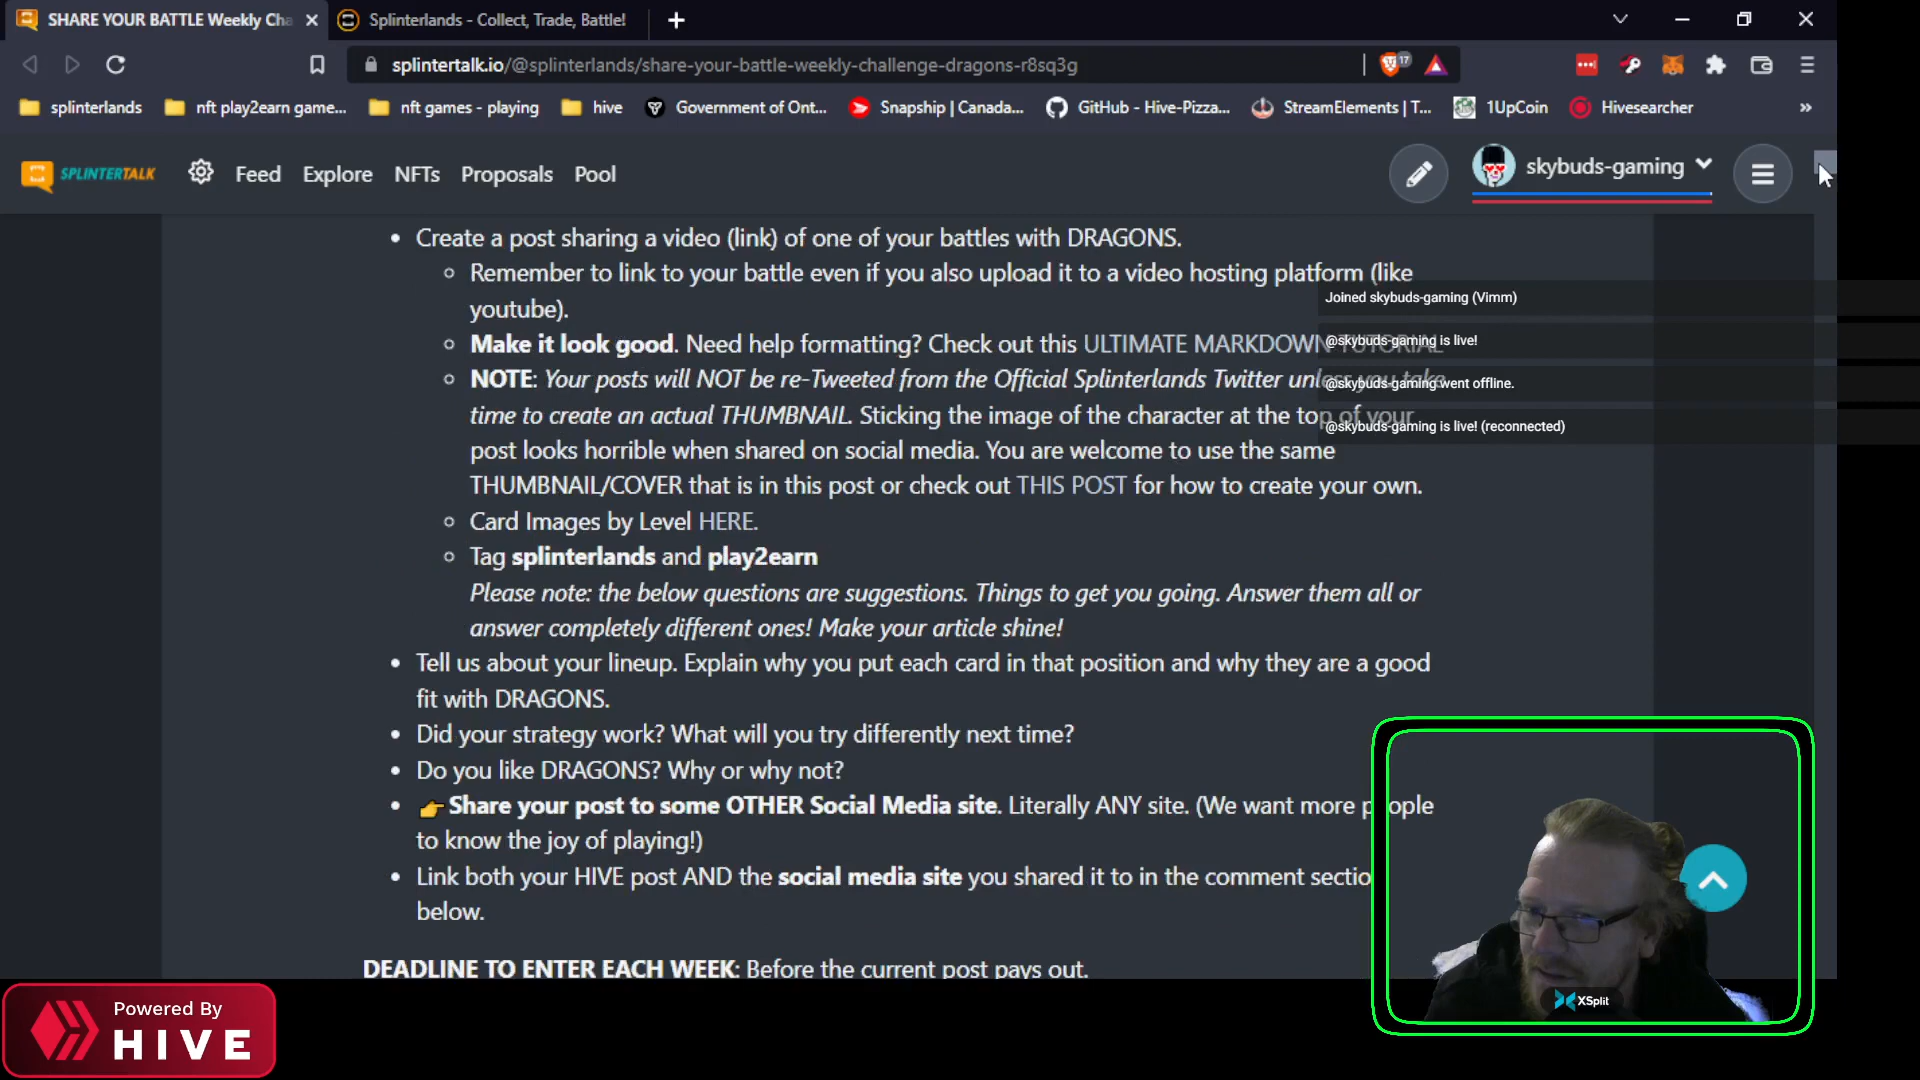 SHARE YOUR BATTLE Weekly Cha
Splinterlands - Collect, Trade, Battle!
splintertalk.io/@splinterlands/share-your-battle-weekly-challenge-dragons-r8sq3g
17
splinterlands
nft play2earn game...
nft games - playing
hive
Government of Ont...
Snapship | Canada...
GitHub - Hive-Pizza...
StreamElements | T...
1UpCoin
Hivesearcher
»
SPLINTERTALK
Feed
Explore
NFTs
Proposals
Pool
skybuds-gaming
• Create a post sharing a video (link) of one of your battles with DRAGONS.
Remember to link to your battle even if you also upload it to a video hosting platform (like
youtube).
Make it look good. Need help formatting? Check out this ULTIMATE MARKDOWN TUTORIAL
NOTE: Your posts will NOT be re-Tweeted from the Official Splinterlands Twitter unless you take
time to create an actual THUMBNAIL. Sticking the image of the character at the top of your
post looks horrible when shared on social media. You are welcome to use the same
THUMBNAIL/COVER that is in this post or check out THIS POST for how to create your own.
Card Images by Level HERE.
Tag splinterlands and play2earn
Please note: the below questions are suggestions. Things to get you going. Answer them all or
answer completely different ones! Make your article shine!
• Tell us about your lineup. Explain why you put each card in that position and why they are a good
fit with DRAGONS.
• Did your strategy work? What will you try differently next time?
• Do you like DRAGONS? Why or why not?
• 👉Share your post to some OTHER Social Media site. Literally ANY site. (We want more people
to know the joy of playing!)
• Link both your HIVE post AND the social media site you shared it to in the comment sectio
below.
DEADLINE TO ENTER EACH WEEK: Before the current post pays out.
Joined skybuds-gaming (Vimm)
@skybuds-gaming is live!
@skybuds-gaming went offline.
@skybuds-gaming is live! (reconnected)
XSplit
Powered By
HIVE